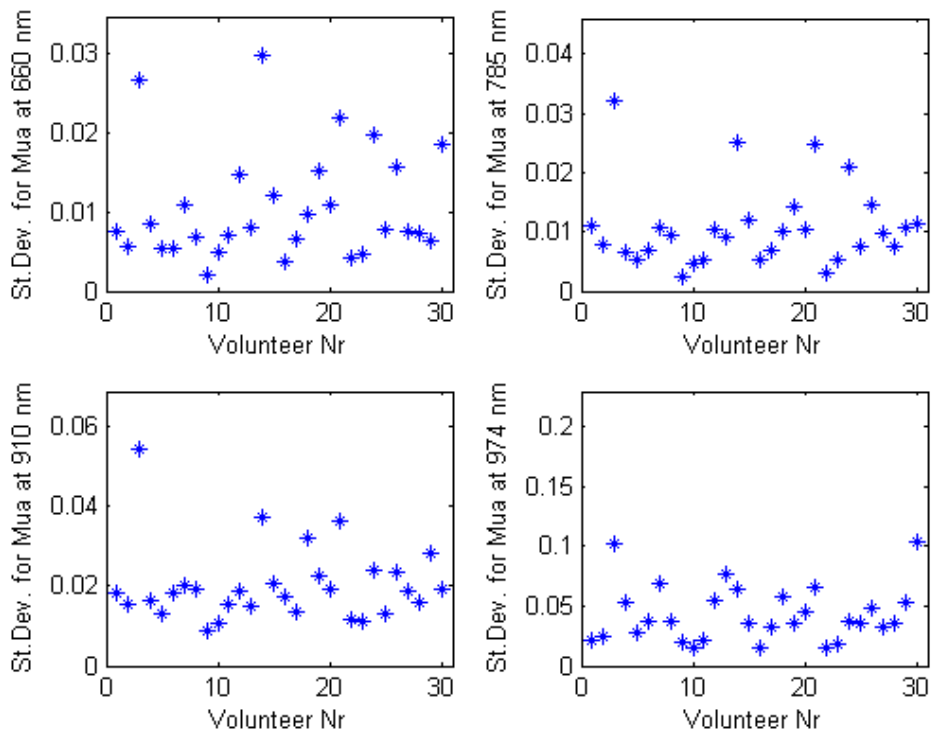 St.Dev. for Mua at 660 nm
0.03
0.02
0.01
0
0 10 20 30
Volunteer Nr
St.Dev. for Mua at 785 nm
0.04
0.03
0.02
0.01
0
0 10 20 30
Volunteer Nr
St.Dev. for Mua at 910 nm
0.06
0.04
0.02
0
0 10 20 30
Volunteer Nr
St.Dev. for Mua at 974 nm
0.2
0.15
0.1
0.05
0
0 10 20 30
Volunteer Nr